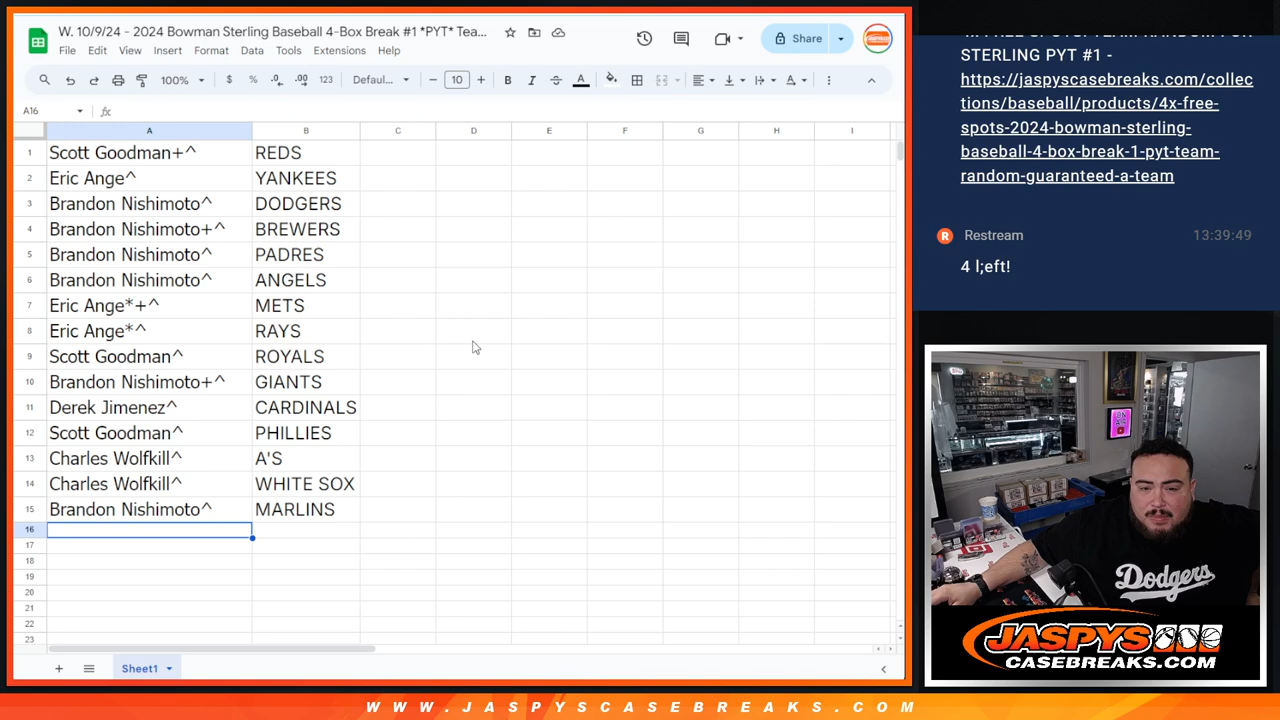 W. 10/9/24 - 2024 Bowman Sterling Baseball 4-Box Break #1 *PYT* Tea...
File Edit View Insert Format Data Tools Extensions Help
Share
100% $ % .0 .00 123 Defaul... 10 B I A
A16 fx
A B C D E F G H I
1 Scott Goodman+^ REDS
2 Eric Ange^ YANKEES
3 Brandon Nishimoto^ DODGERS
4 Brandon Nishimoto+^ BREWERS
5 Brandon Nishimoto^ PADRES
6 Brandon Nishimoto^ ANGELS
7 Eric Ange*+^ METS
8 Eric Ange*^ RAYS
9 Scott Goodman^ ROYALS
10 Brandon Nishimoto+^ GIANTS
11 Derek Jimenez^ CARDINALS
12 Scott Goodman^ PHILLIES
13 Charles Wolfkill^ A'S
14 Charles Wolfkill^ WHITE SOX
15 Brandon Nishimoto^ MARLINS
16
17
18
19
20
21
22
23
Sheet1
STERLING PYT #1 -
https://jaspyscasebreaks.com/collec
tions/baseball/products/4x-free-
spots-2024-bowman-sterling-
baseball-4-box-break-1-pyt-team-
random-guaranteed-a-team
R Restream 13:39:49
4 l;eft!
Dodgers
JASPYS
CASEBREAKS.COM
WWW.JASPYSCASEBREAKS.COM